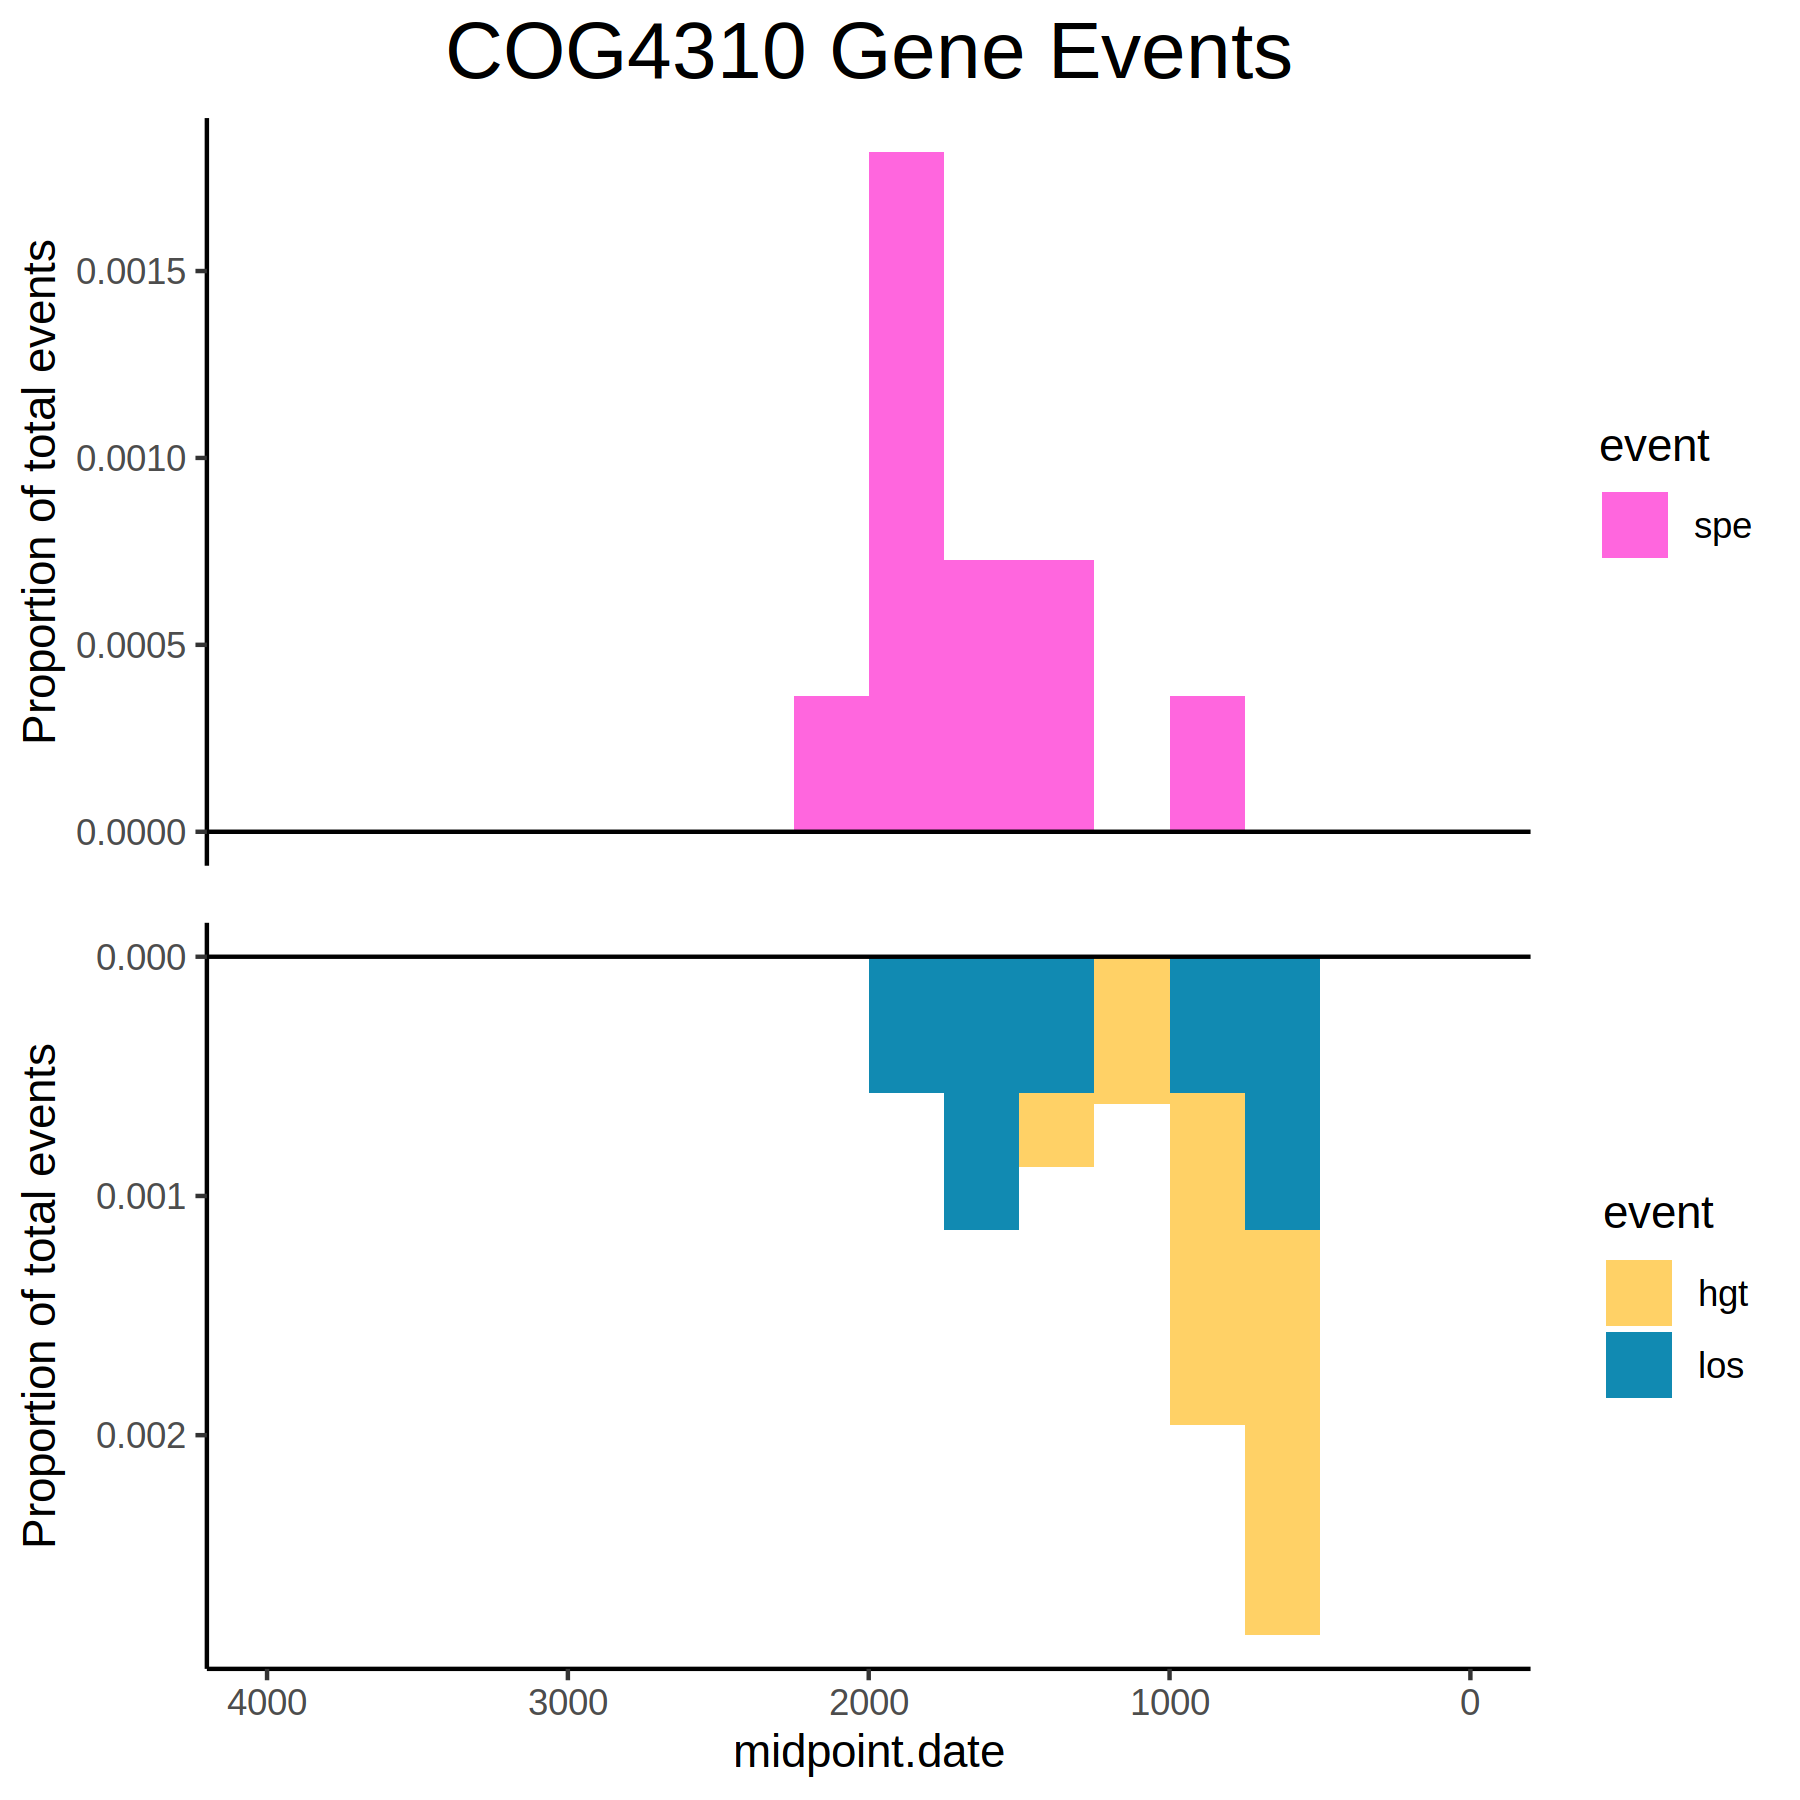 COG4310 Gene Events
Proportion of total events
0.0015
0.0010
0.0005
0.0000
event
spe
Proportion of total events
0.000
0.001
0.002
event
hgt
los
4000 3000 2000 1000 0
midpoint.date